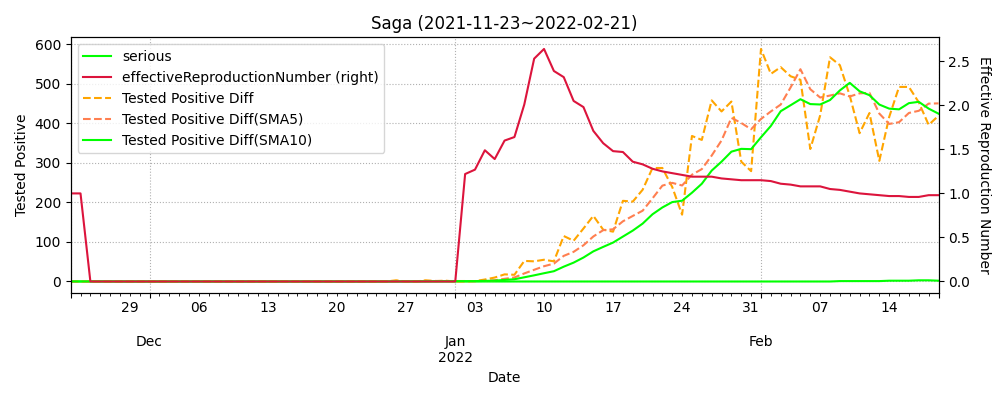 Saga (2021-11-23~2022-02-21)
serious
effectiveReproductionNumber (right)
Tested Positive Diff
Tested Positive Diff(SMA5)
Tested Positive Diff(SMA10)
Tested Positive
600
500
400
300
200
100
0
2.5
2.0
1.5
1.0
0.5
0.0
Effective Reproduction Number
29 06 13 20 27 03 10 17 24 31 07 14
Dec Jan Feb
2022
Date